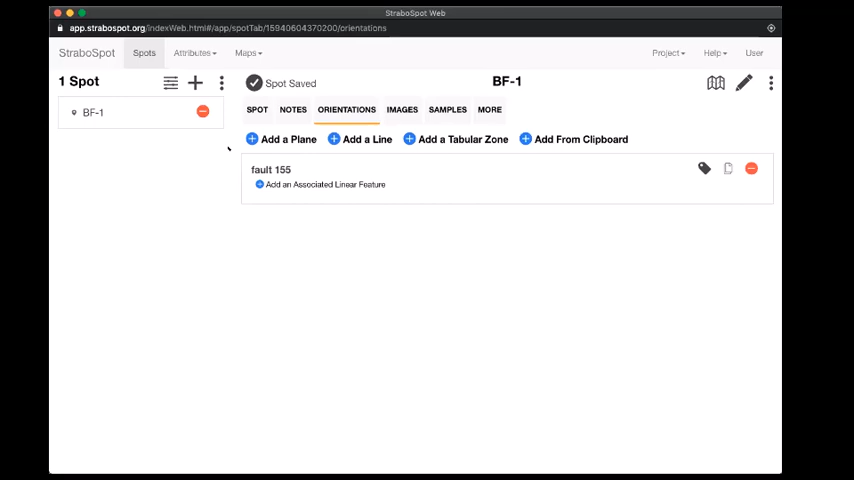 StraboSpot Web
app.strabospot.org/indexWeb.html#/app/spotTab/15940604370200/orientations
StraboSpot Spots Attributes Maps Project Help User
1 Spot Spot Saved BF-1
BF-1
SPOT NOTES ORIENTATIONS IMAGES SAMPLES MORE
Add a Plane Add a Line Add a Tabular Zone Add From Clipboard
fault 155
Add an Associated Linear Feature